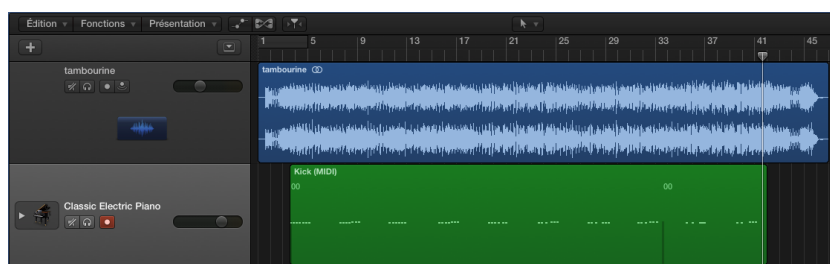 Édition Fonctions Présentation
1 5 9 13 17 21 25 29 33 37 41 45
tambourine
tambourine
Kick (MIDI)
00 00
Classic Electric Piano